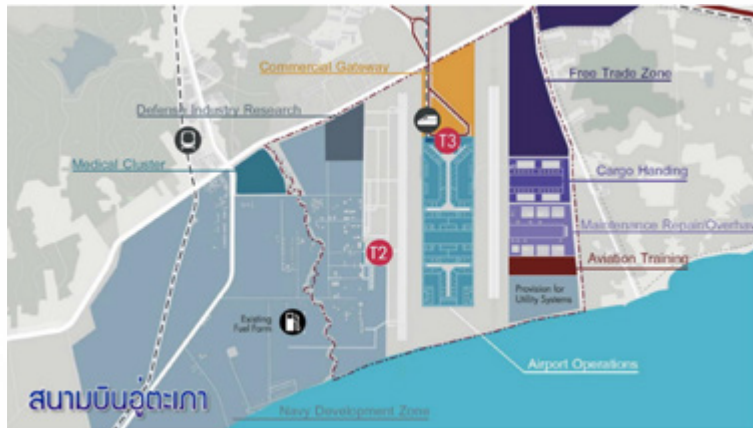 Commercial Gateway
Free Trade Zone
Defense Industry Research
T3
Medical Cluster
Cargo Handing
Maintenance Repair/Overhaul
T2
Aviation Training
Provision for
Utility Systems
Existing
Fuel Farm
Airport Operations
สนามบินอู่ตะเภา
Navy Development Zone